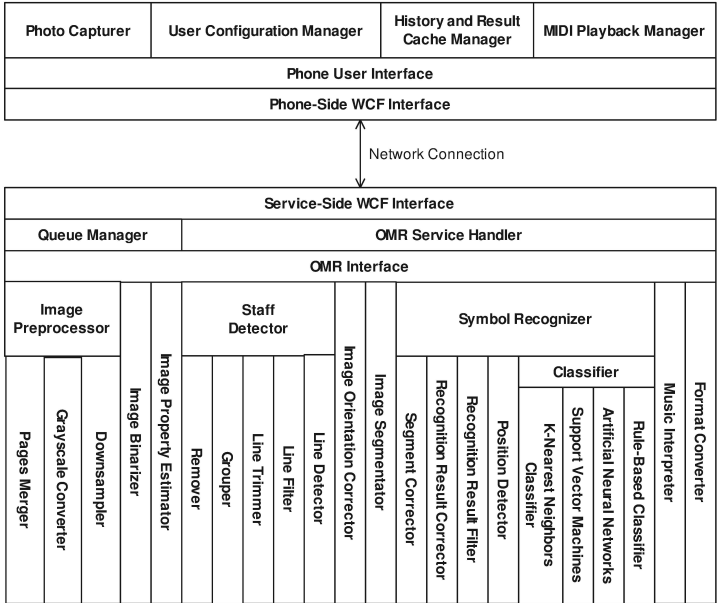 Photo Capturer
User Configuration Manager
History and Result
Cache Manager
MIDI Playback Manager
Phone User Interface
Phone-Side WCF Interface
Network Connection
Service-Side WCF Interface
Queue Manager
OMR Service Handler
OMR Interface
Image
Preprocessor
Pages Merger
Grayscale Converter
Downsampler
Image Binarizer
Image Property Estimator
Staff
Detector
Remover
Grouper
Line Trimmer
Line Filter
Line Detector
Image Orientation Corrector
Image Segmentator
Symbol Recognizer
Segment Corrector
Recognition Result Corrector
Recognition Result Filter
Position Detector
Classifier
K-Nearest Neighbors
Classifier
Support Vector Machines
Artificial Neural Networks
Rule-Based Classifier
Music Interpreter
Format Converter